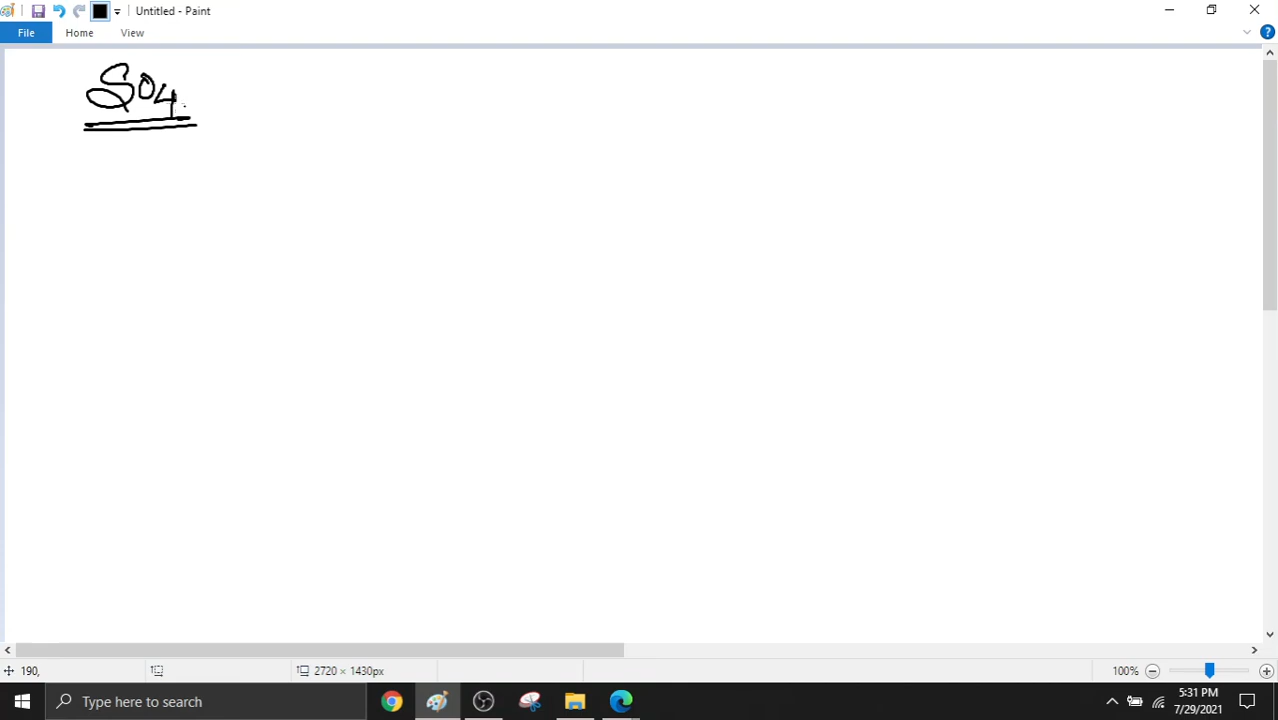 Untitled - Paint
File Home View
SO4
190,
2720 × 1430px
100%
Type here to search
5:31 PM
7/29/2021